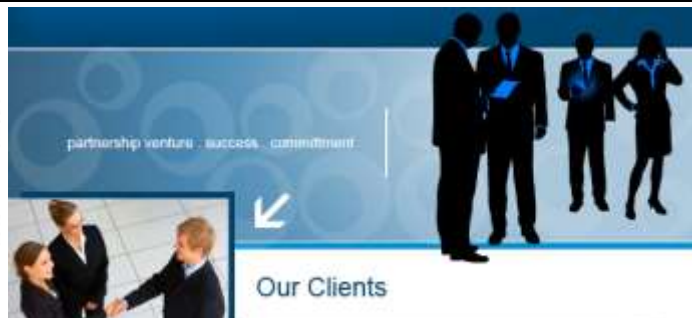 partnership venture . success . commitment
Our Clients